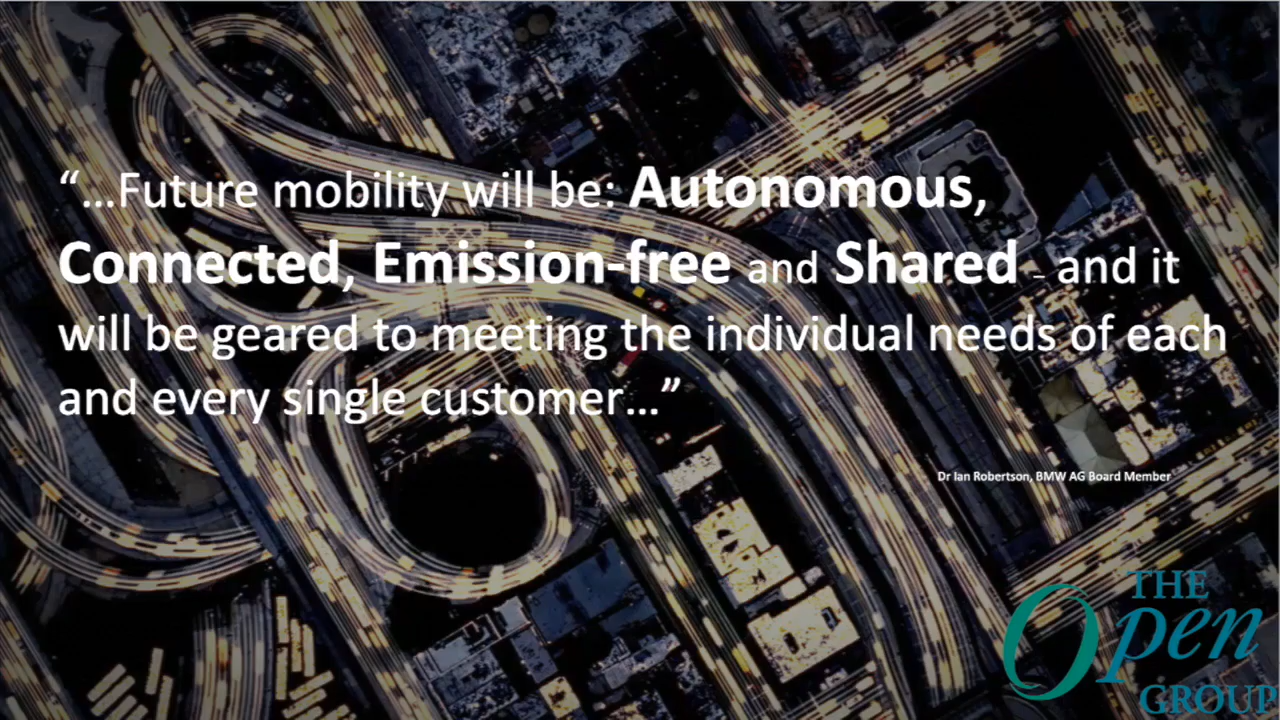 “…Future mobility will be: Autonomous,
Connected, Emission-free and Shared – and it
will be geared to meeting the individual needs of each
and every single customer…”
Dr Ian Robertson, BMW AG Board Member
THE
Open
GROUP